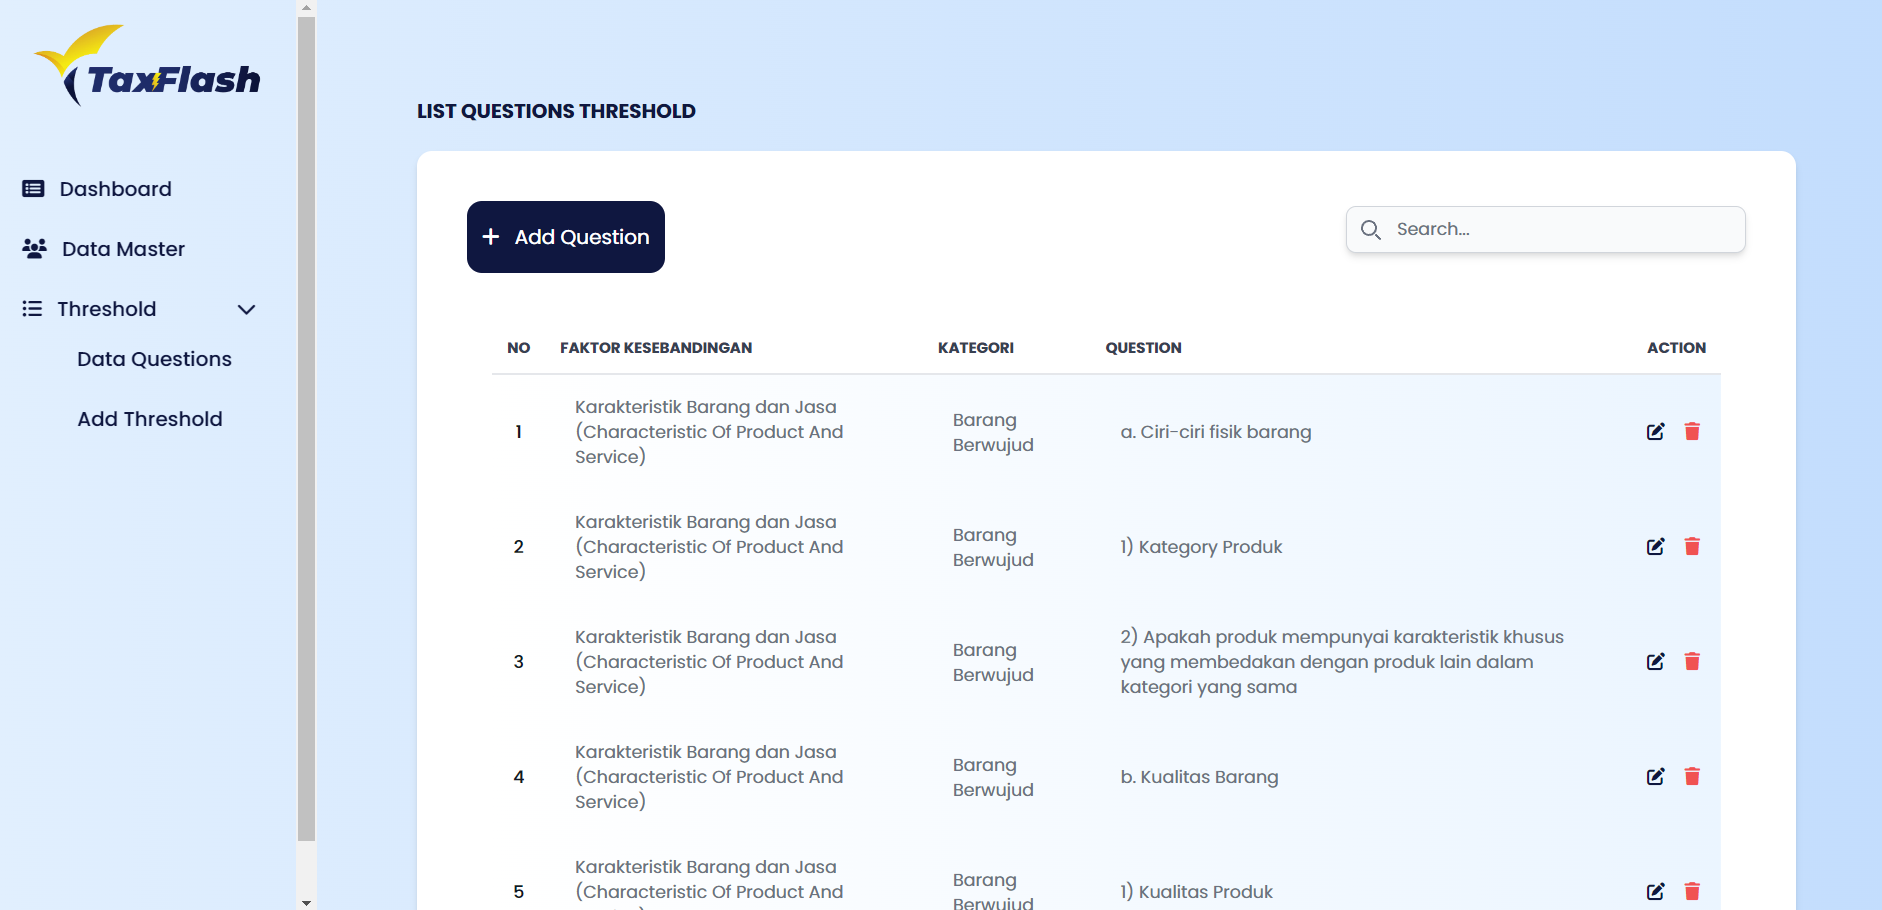 TaxFlash
Dashboard
Data Master
Threshold
Data Questions
Add Threshold
LIST QUESTIONS THRESHOLD
+ Add Question
Search...
NO FAKTOR KESEBANDINGAN KATEGORI QUESTION ACTION
1
Karakteristik Barang dan Jasa
(Characteristic Of Product And
Service)
Barang
Berwujud
a. Ciri-ciri fisik barang
2
Karakteristik Barang dan Jasa
(Characteristic Of Product And
Service)
Barang
Berwujud
1) Kategory Produk
3
Karakteristik Barang dan Jasa
(Characteristic Of Product And
Service)
Barang
Berwujud
2) Apakah produk mempunyai karakteristik khusus
yang membedakan dengan produk lain dalam
kategori yang sama
4
Karakteristik Barang dan Jasa
(Characteristic Of Product And
Service)
Barang
Berwujud
b. Kualitas Barang
5
Karakteristik Barang dan Jasa
(Characteristic Of Product And
Barang
Berwujud
1) Kualitas Produk